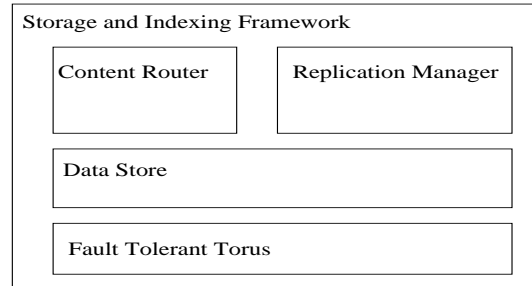 Storage and Indexing Framework
Content Router
Replication Manager
Data Store
Fault Tolerant Torus